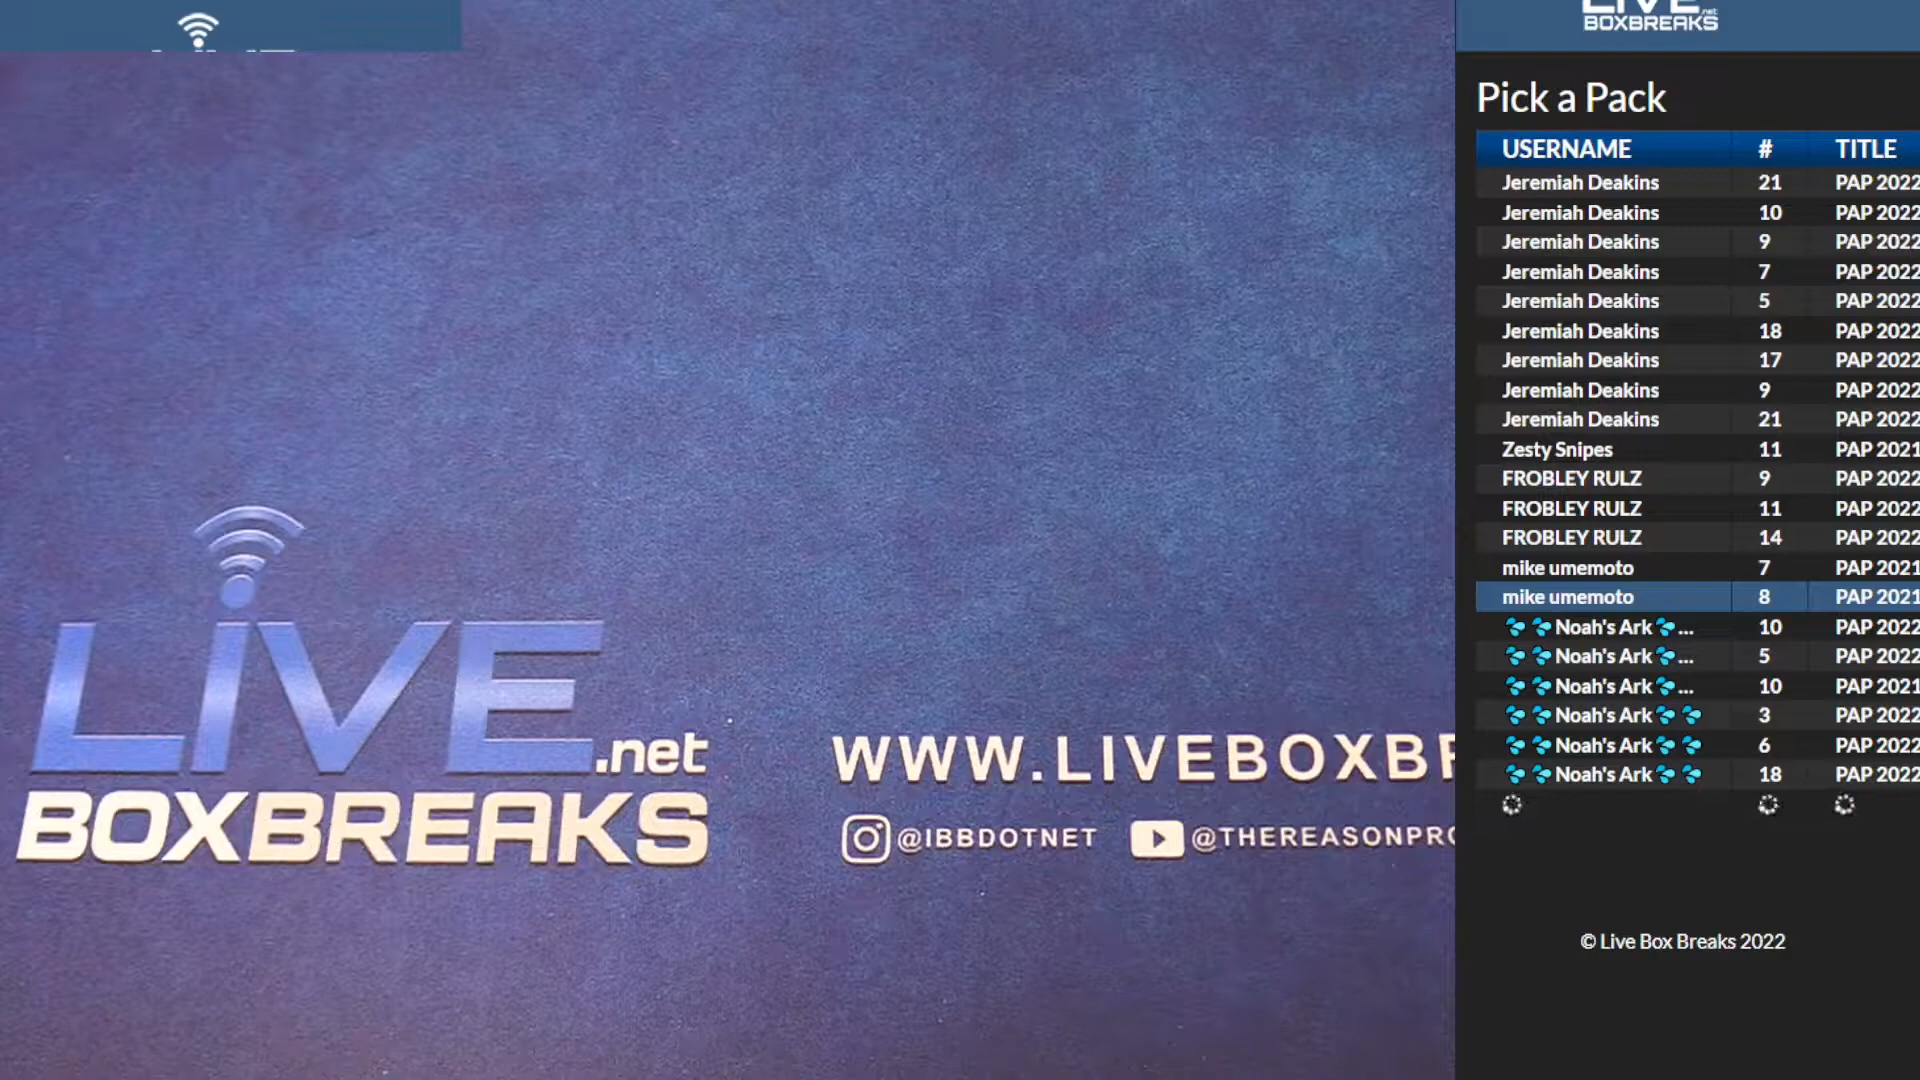 LIVE.net
BOXBREAKS
Pick a Pack
USERNAME # TITLE
Jeremiah Deakins 21 PAP 2022
Jeremiah Deakins 10 PAP 2022
Jeremiah Deakins 9 PAP 2022
Jeremiah Deakins 7 PAP 2022
Jeremiah Deakins 5 PAP 2022
Jeremiah Deakins 18 PAP 2022
Jeremiah Deakins 17 PAP 2022
Jeremiah Deakins 9 PAP 2022
Jeremiah Deakins 21 PAP 2022
Zesty Snipes 11 PAP 2021
FROBLEY RULZ 9 PAP 2022
FROBLEY RULZ 11 PAP 2022
FROBLEY RULZ 14 PAP 2022
mike umemoto 7 PAP 2021
mike umemoto 8 PAP 2021
💦💦Noah's Ark💦... 10 PAP 2022
💦💦Noah's Ark💦... 5 PAP 2022
💦💦Noah's Ark💦... 10 PAP 2021
💦💦Noah's Ark💦💦 3 PAP 2022
💦💦Noah's Ark💦💦 6 PAP 2022
💦💦Noah's Ark💦💦 18 PAP 2022
© Live Box Breaks 2022
LIVE.net
BOXBREAKS
WWW.LIVEBOXBR
@IBBDOTNET @THEREASONPRO